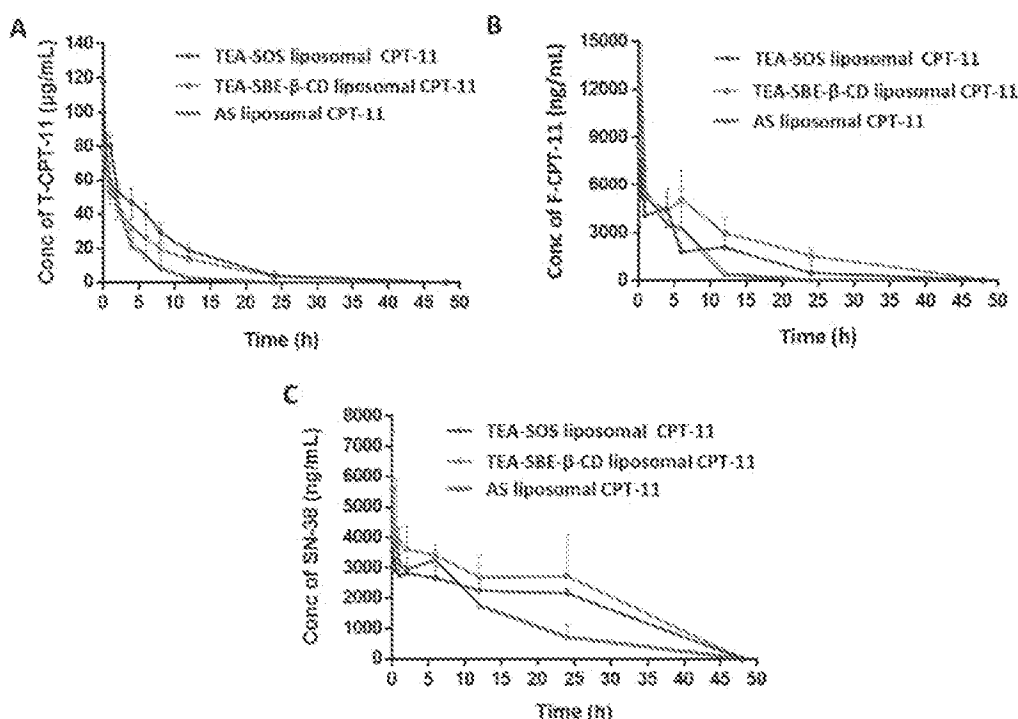 A
Conc of T-CPT-11 (µg/mL)
140
120
100
80
60
40
20
0
TEA-SOS liposomal CPT-11
TEA-SBE-β-CD liposomal CPT-11
AS liposomal CPT-11
0 5 10 15 20 25 30 35 40 45 50
Time (h)
B
Conc of F-CPT-11 (ng/mL)
15000
12000
9000
6000
3000
0
TEA-SOS liposomal CPT-11
TEA-SBE-β-CD liposomal CPT-11
AS liposomal CPT-11
0 5 10 15 20 25 30 35 40 45 50
Time (h)
C
Conc of SN-38 (ng/mL)
8000
7000
6000
5000
4000
3000
2000
1000
0
TEA-SOS liposomal CPT-11
TEA-SBE-β-CD liposomal CPT-11
AS liposomal CPT-11
0 5 10 15 20 25 30 35 40 45 50
Time (h)